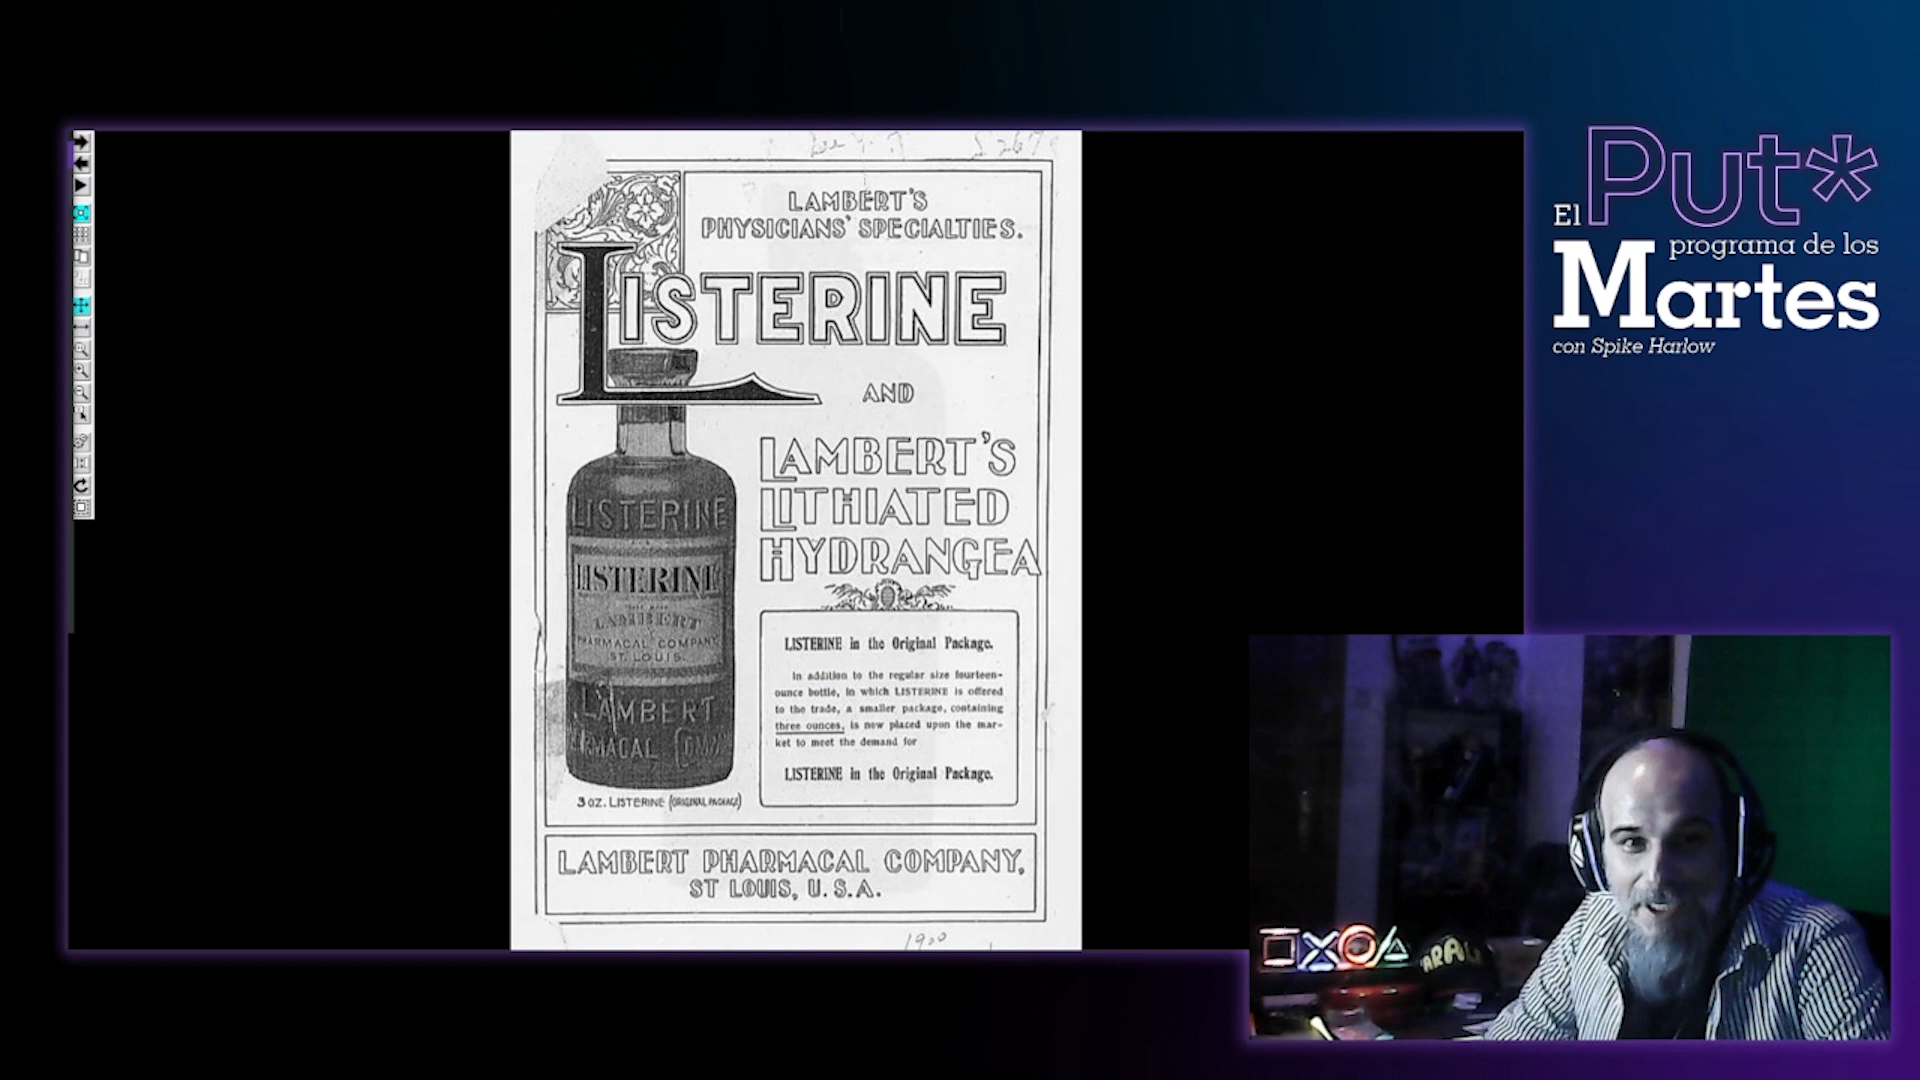 LAMBERT'S
PHYSICIANS' SPECIALTIES.
LISTERINE
AND
LAMBERT'S
LITHIATED
HYDRANGEA
LISTERINE
LISTERINE
LAMBERT
PHARMACAL COMPANY
ST. LOUIS.
LAMBERT
LISTERINE in the Original Package.
In addition to the regular size fourteen-
ounce bottle, in which LISTERINE is offered
to the trade, a smaller package, containing
three ounces, is now placed upon the mar-
ket to meet the demand for
LISTERINE in the Original Package.
3 OZ. LISTERINE (ORIGINAL PACKAGE)
LAMBERT PHARMACAL COMPANY,
ST LOUIS, U.S.A.
1900
El Put*
programa de los
Martes
con Spike Harlow